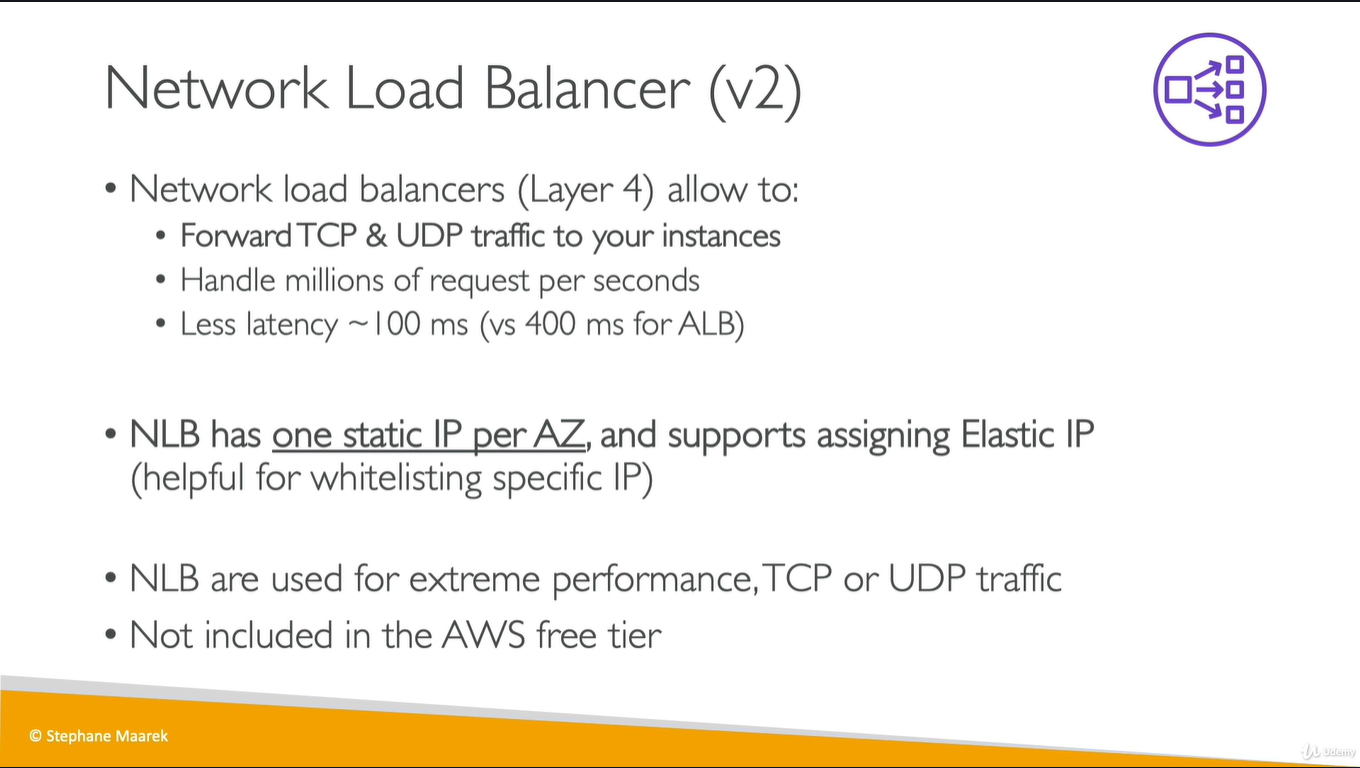 Network Load Balancer (v2)
• Network load balancers (Layer 4) allow to:
• Forward TCP & UDP traffic to your instances
• Handle millions of request per seconds
• Less latency ~100 ms (vs 400 ms for ALB)
• NLB has one static IP per AZ, and supports assigning Elastic IP
(helpful for whitelisting specific IP)
• NLB are used for extreme performance, TCP or UDP traffic
• Not included in the AWS free tier
© Stephane Maarek
Udemy